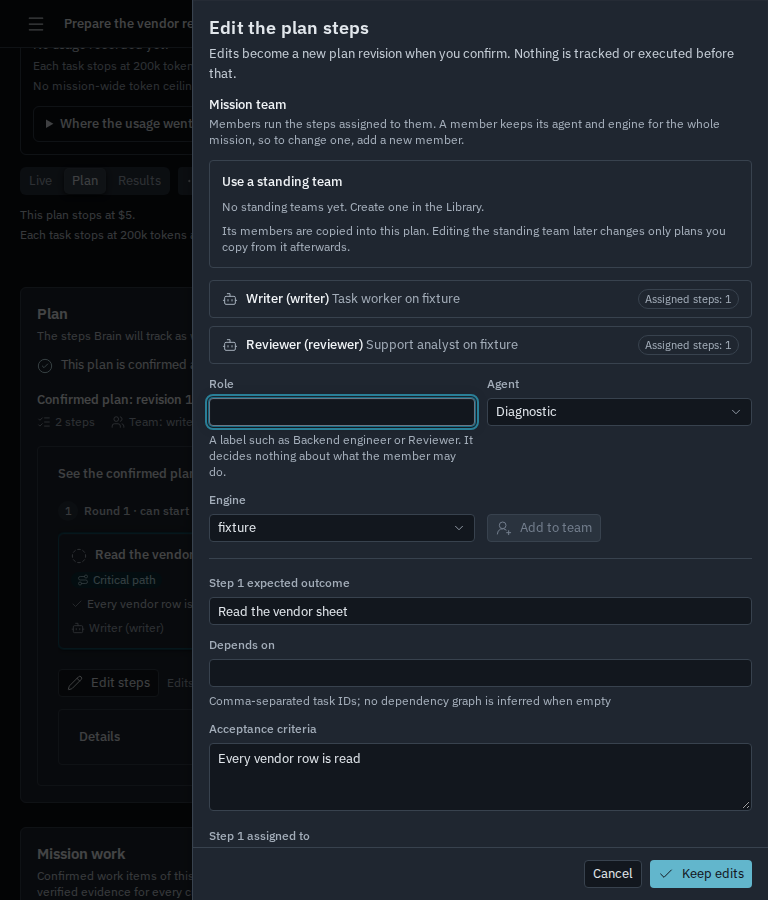 Prepare the vendor re
No usage recorded yet.
Each task stops at 200k tokens
No mission-wide token ceilin
Where the usage went
Live
Plan
Results
This plan stops at $5.
Each task stops at 200k tokens a
Plan
The steps Brain will track as
This plan is confirmed a
Confirmed plan: revision 1
2 steps
Team: write
See the confirmed plan
1
Round 1 · can start
Read the vendor
Critical path
Every vendor row is
Writer (writer)
Edit steps
Edits
Details
Mission work
Confirmed work items of this
verified evidence for every c
Edit the plan steps
Edits become a new plan revision when you confirm. Nothing is tracked or executed before
that.
Mission team
Members run the steps assigned to them. A member keeps its agent and engine for the whole
mission, so to change one, add a new member.
Use a standing team
No standing teams yet. Create one in the Library.
Its members are copied into this plan. Editing the standing team later changes only plans you
copy from it afterwards.
Writer (writer) Task worker on fixture
Assigned steps: 1
Reviewer (reviewer) Support analyst on fixture
Assigned steps: 1
Role
Agent
Diagnostic
A label such as Backend engineer or Reviewer. It
decides nothing about what the member may
do.
Engine
fixture
Add to team
Step 1 expected outcome
Read the vendor sheet
Depends on
Comma-separated task IDs; no dependency graph is inferred when empty
Acceptance criteria
Every vendor row is read
Step 1 assigned to
Cancel
Keep edits